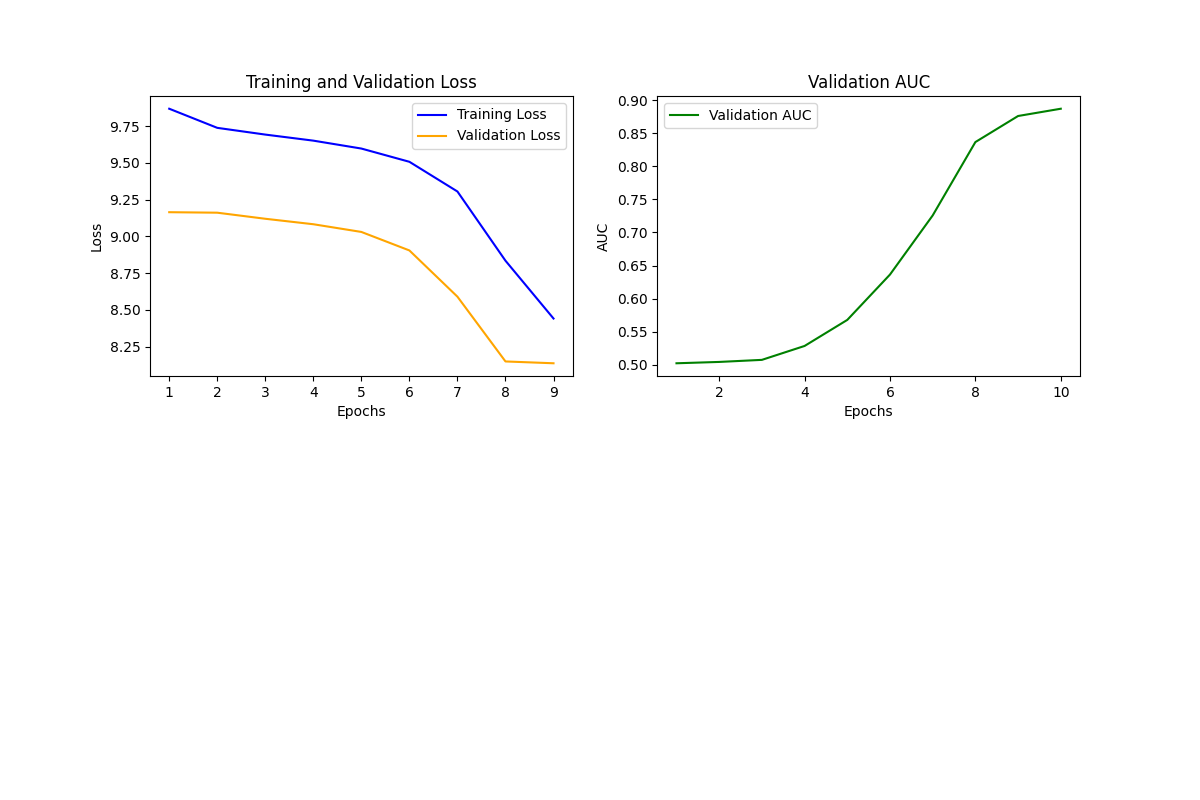 Training and Validation Loss
Training Loss
Validation Loss
9.75
9.50
9.25
9.00
8.75
8.50
8.25
Loss
1 2 3 4 5 6 7 8 9
Epochs
Validation AUC
Validation AUC
0.90
0.85
0.80
0.75
0.70
0.65
0.60
0.55
0.50
AUC
2 4 6 8 10
Epochs